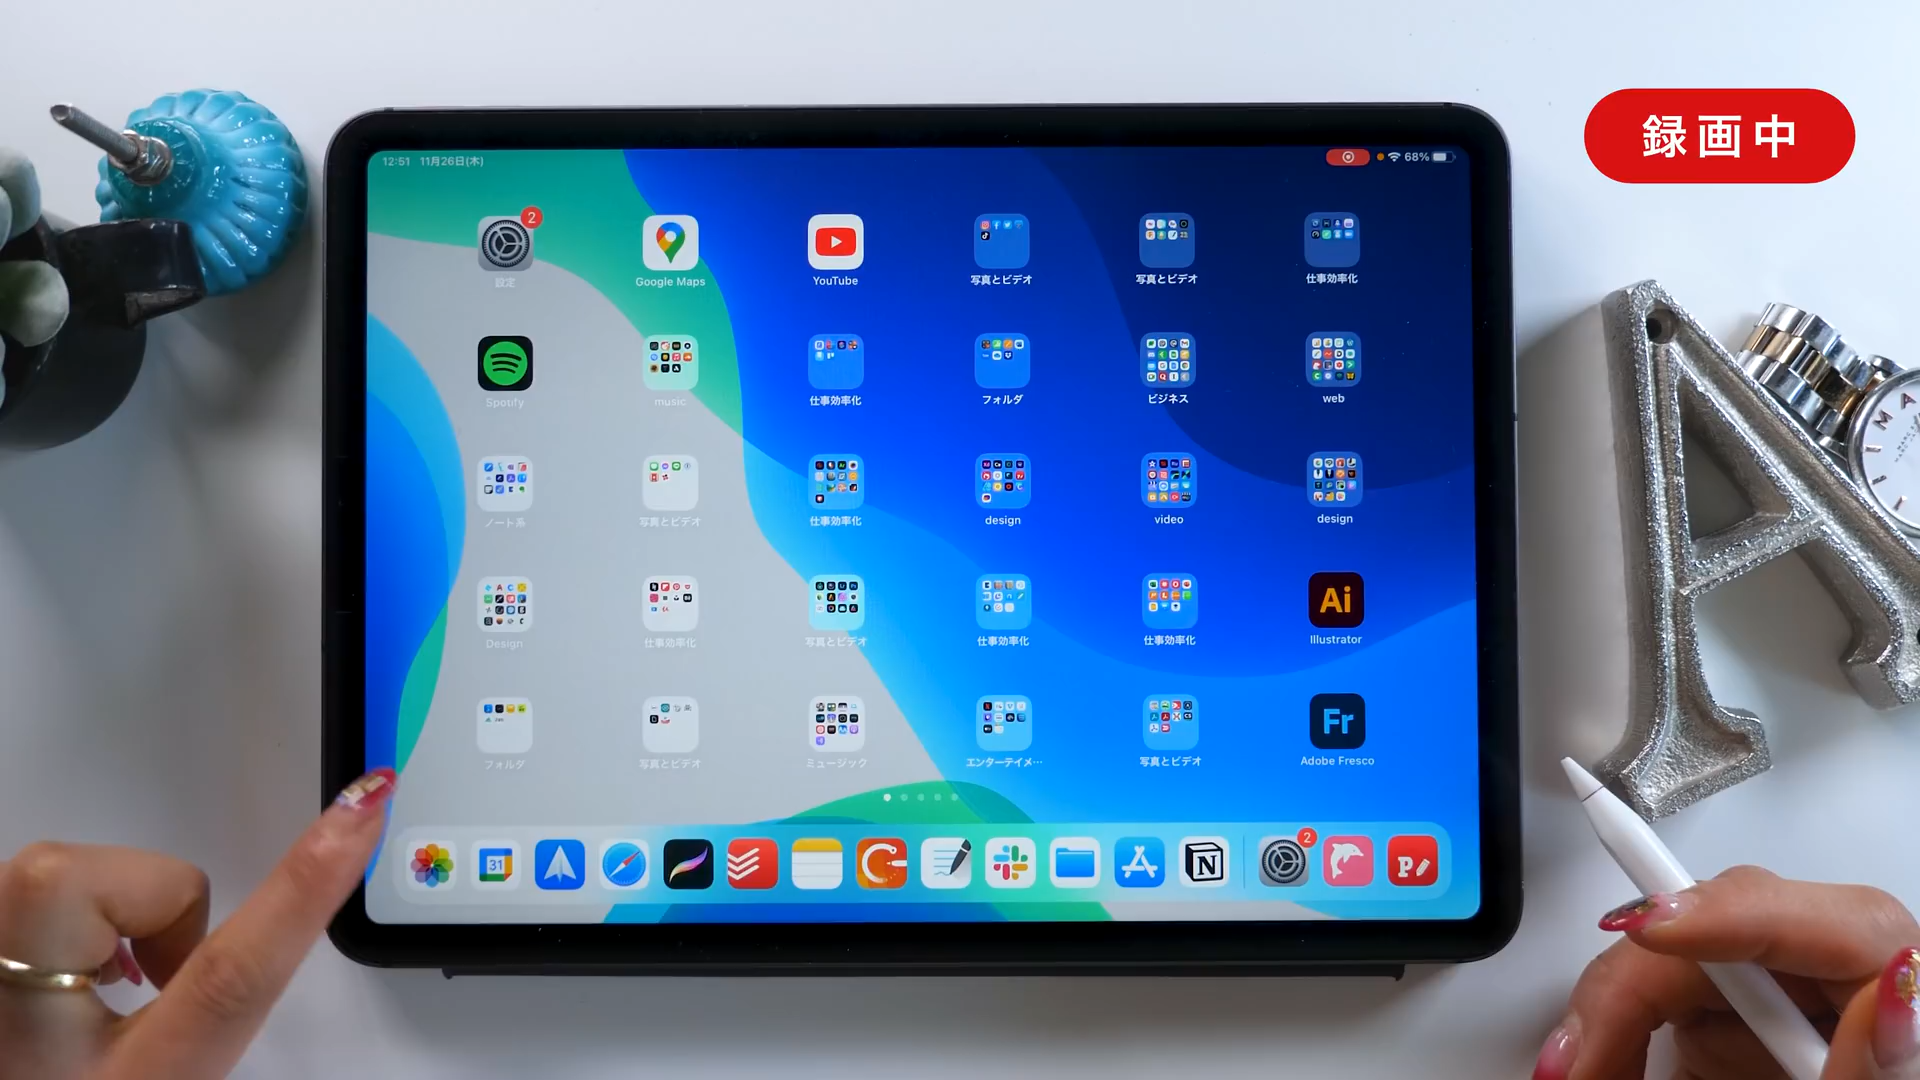 録画中
12:51 11月26日(木)
68%
2
設定
Google Maps
YouTube
写真とビデオ
写真とビデオ
仕事効率化
Spotify
music
仕事効率化
フォルダ
ビジネス
web
ノート系
写真とビデオ
仕事効率化
design
video
design
Design
仕事効率化
写真とビデオ
仕事効率化
仕事効率化
Ai
Illustrator
フォルダ
写真とビデオ
ミュージック
エンターテイメ…
写真とビデオ
Fr
Adobe Fresco
31
N
2
P
A